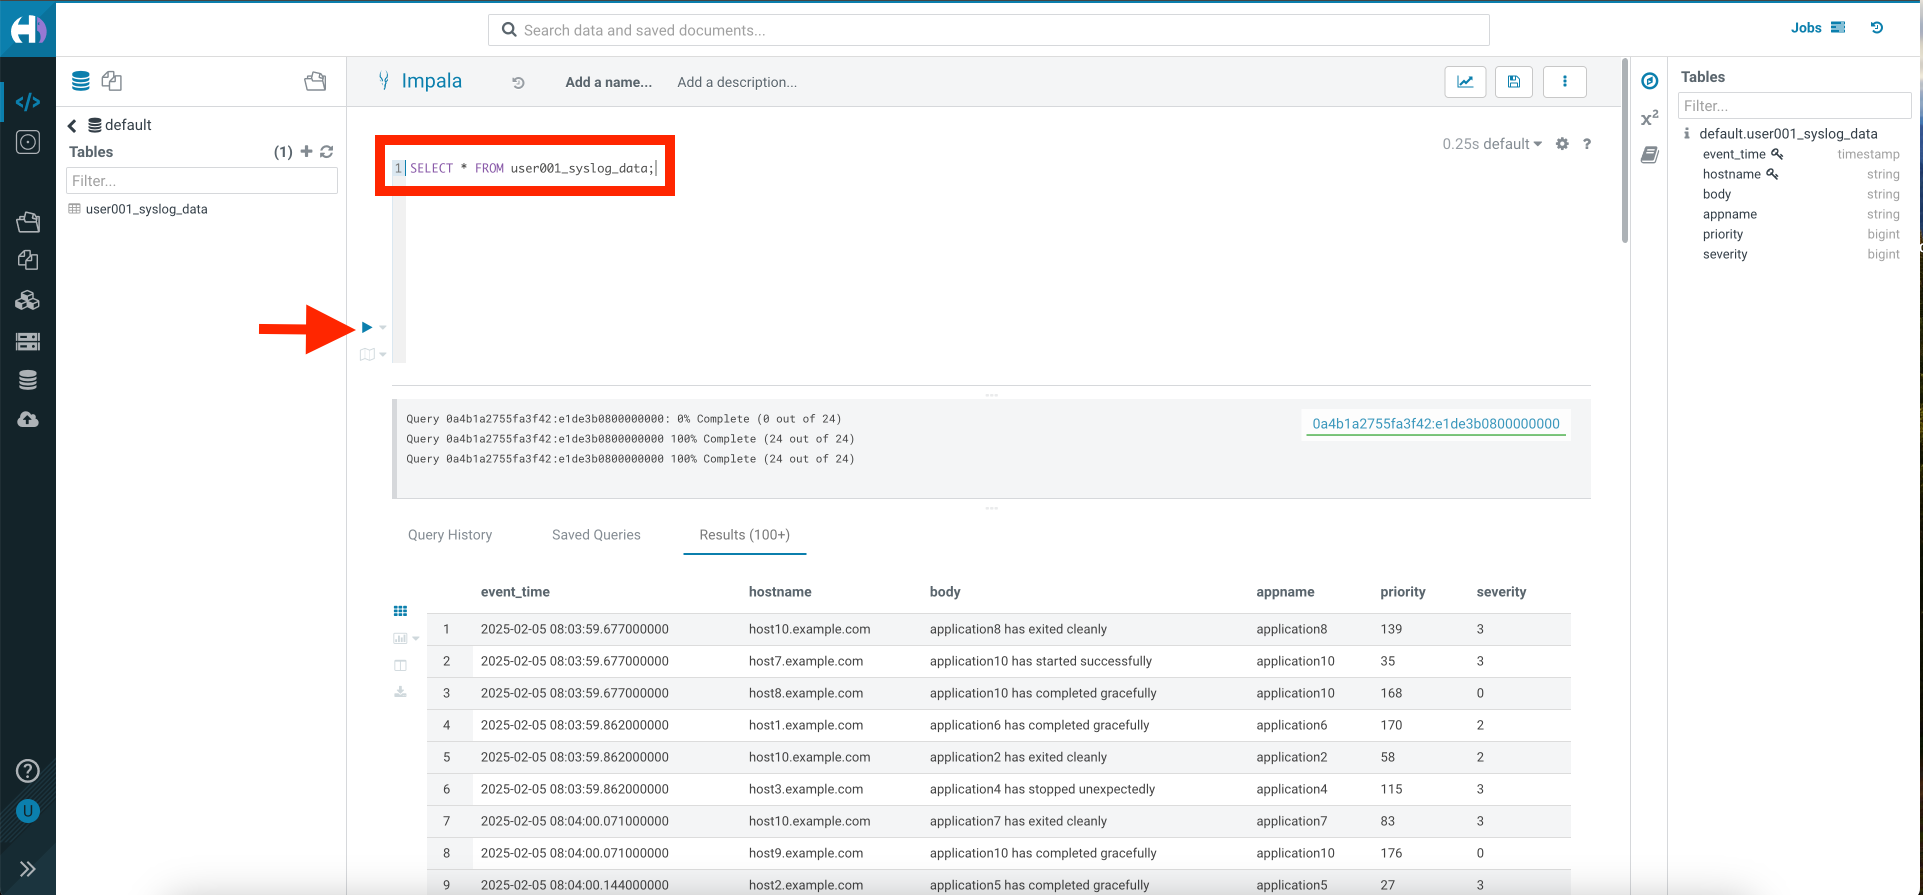 Search data and saved documents...
Jobs
Impala
Add a name...
Add a description...
default
Tables (1)
Filter...
user001_syslog_data
0.25s default ?
1 SELECT * FROM user001_syslog_data;
Query 0a4b1a2755fa3f42:e1de3b0800000000: 0% Complete (0 out of 24)
Query 0a4b1a2755fa3f42:e1de3b0800000000 100% Complete (24 out of 24)
Query 0a4b1a2755fa3f42:e1de3b0800000000 100% Complete (24 out of 24)
0a4b1a2755fa3f42:e1de3b0800000000
Query History Saved Queries Results (100+)
event_time hostname body appname priority severity
1 2025-02-05 08:03:59.677000000 host10.example.com application8 has exited cleanly application8 139 3
2 2025-02-05 08:03:59.677000000 host7.example.com application10 has started successfully application10 35 3
3 2025-02-05 08:03:59.677000000 host8.example.com application10 has completed gracefully application10 168 0
4 2025-02-05 08:03:59.862000000 host1.example.com application6 has completed gracefully application6 170 2
5 2025-02-05 08:03:59.862000000 host10.example.com application2 has exited cleanly application2 58 2
6 2025-02-05 08:03:59.862000000 host3.example.com application4 has stopped unexpectedly application4 115 3
7 2025-02-05 08:04:00.071000000 host10.example.com application7 has exited cleanly application7 83 3
8 2025-02-05 08:04:00.071000000 host9.example.com application10 has completed gracefully application10 176 0
9 2025-02-05 08:04:00.144000000 host2.example.com application5 has completed gracefully application5 27 3
x²
Tables
Filter...
i default.user001_syslog_data
event_time timestamp
hostname string
body string
appname string
priority bigint
severity bigint
?
U